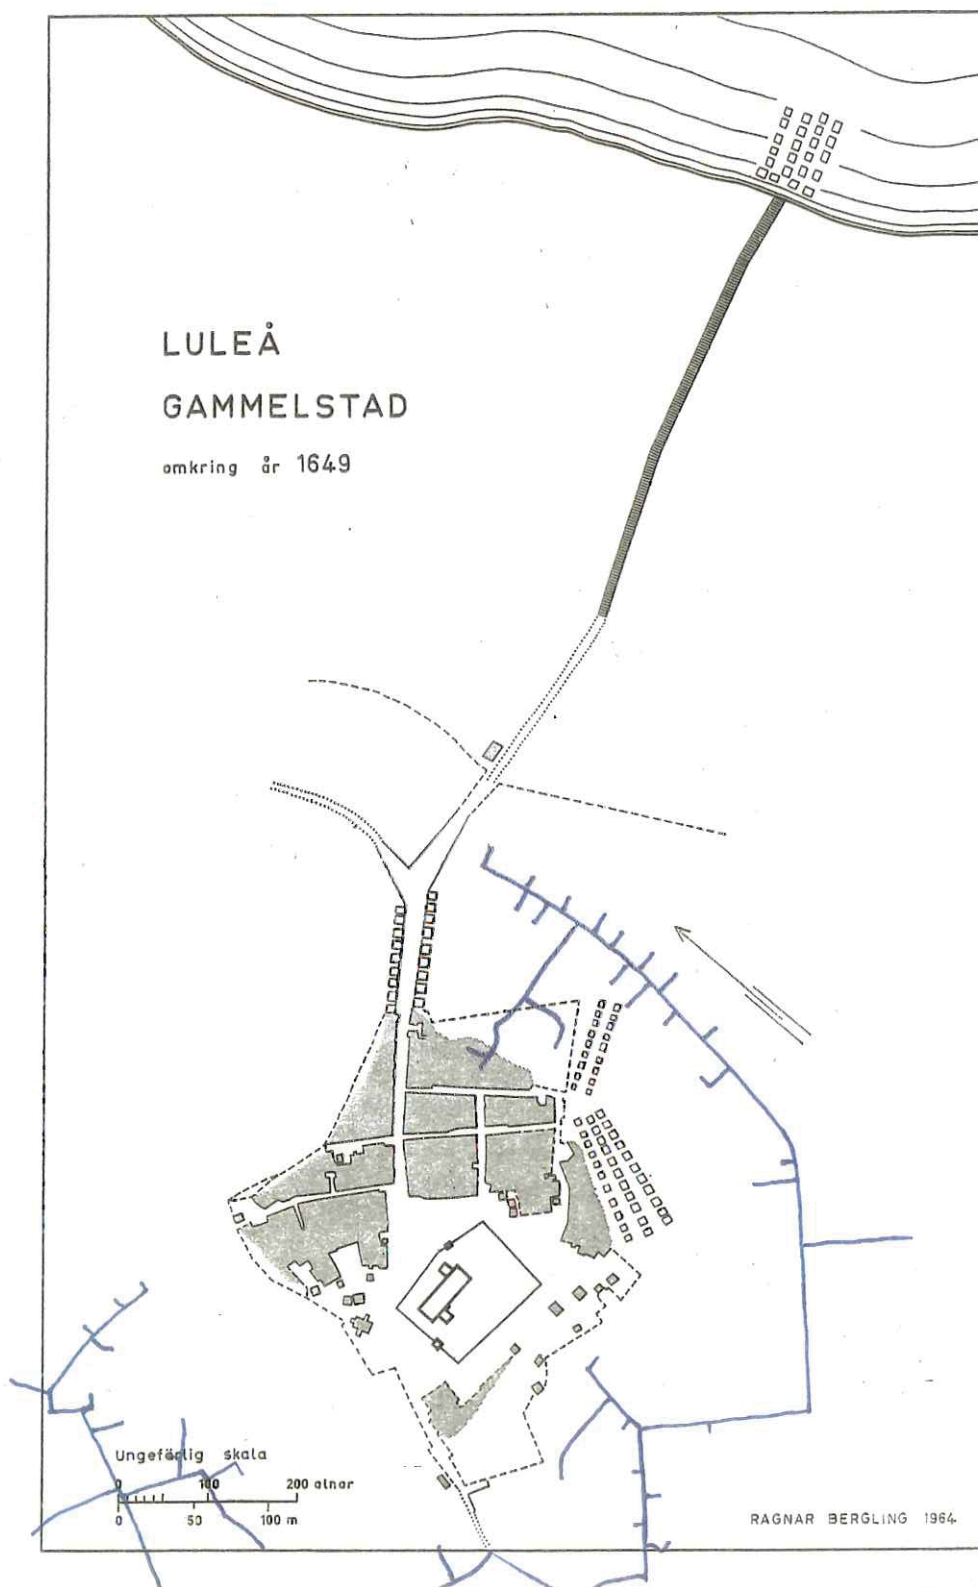 LULEÅ
GAMMELSTAD
omkring år 1649
Ungefärlig skala
0 100 200 alnar
0 50 100 m
RAGNAR BERGLING 1964